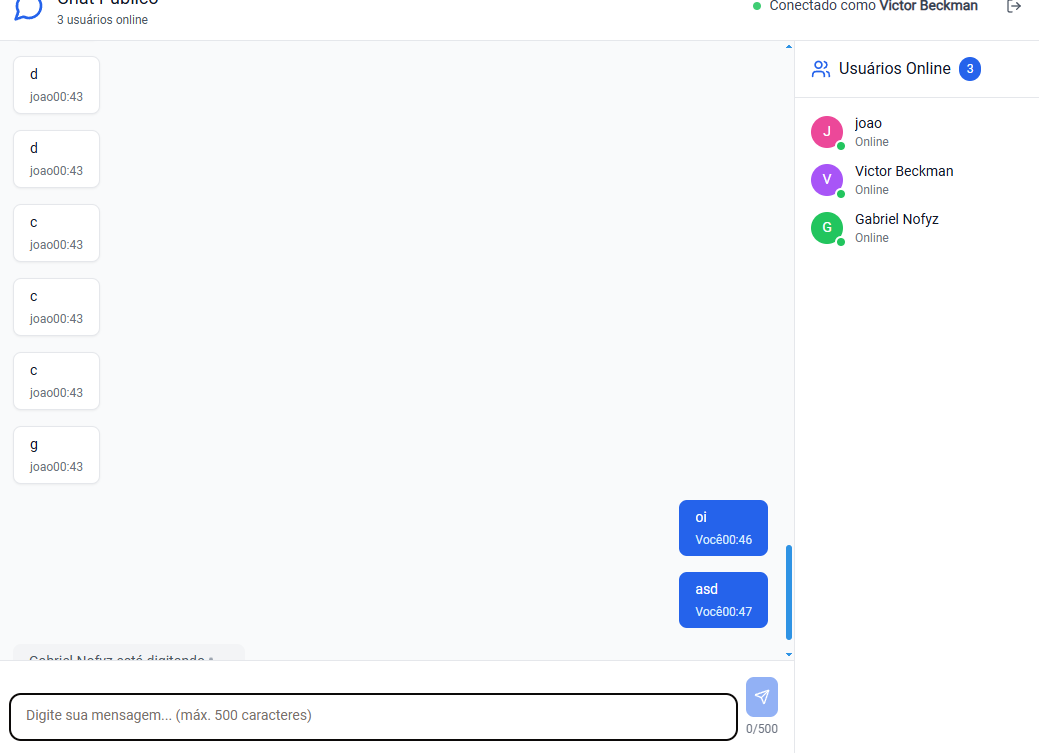 Chat Público
3 usuários online
Conectado como Victor Beckman
d
joao00:43
d
joao00:43
c
joao00:43
c
joao00:43
c
joao00:43
g
joao00:43
oi
Você00:46
asd
Você00:47
Gabriel Nofyz está digitando
Digite sua mensagem... (máx. 500 caracteres)
0/500
Usuários Online 3
J
joao
Online
V
Victor Beckman
Online
G
Gabriel Nofyz
Online